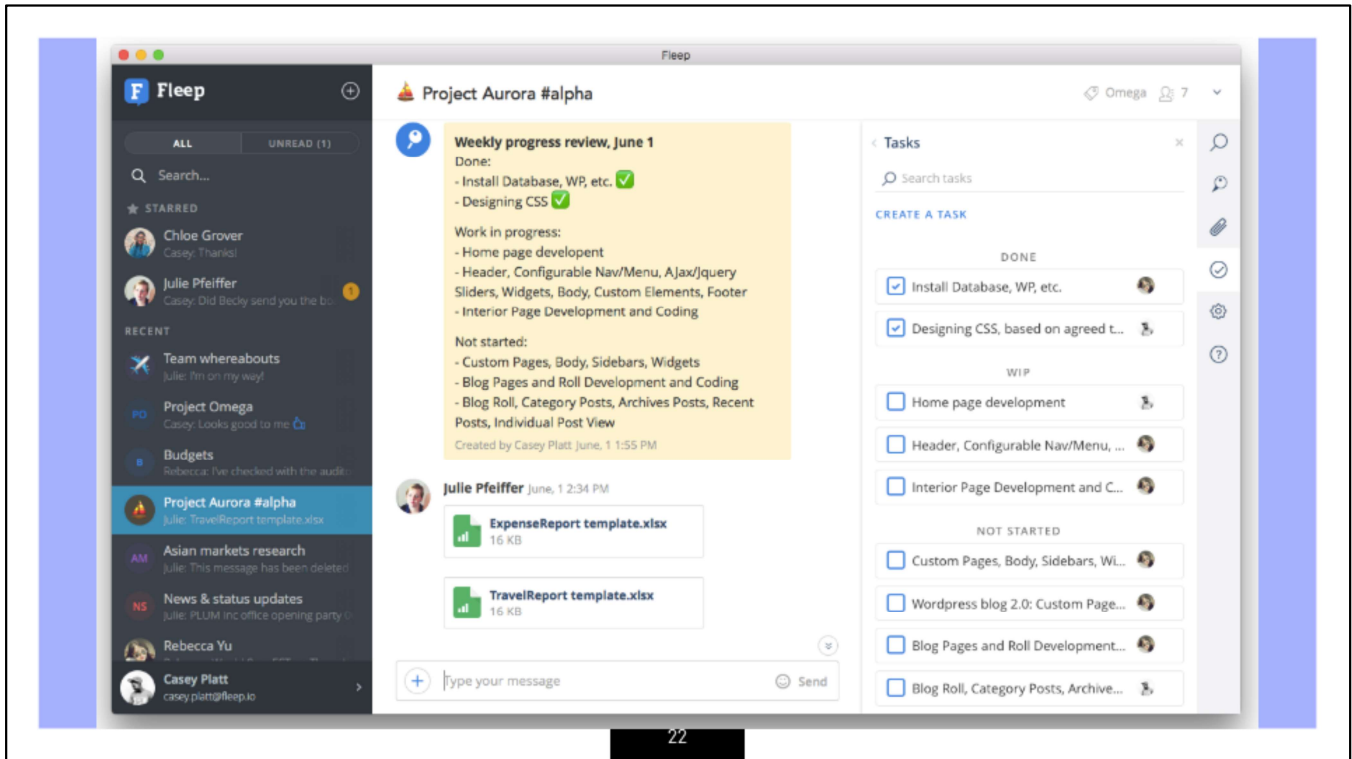 Fleep
Fleep
ALL UNREAD (1)
Search...
STARRED
Chloe Grover
Casey: Thanks!
Julie Pfeiffer
Casey: Did Becky send you the bo
1
RECENT
Team whereabouts
Julie: I'm on my way!
PO
Project Omega
Casey: Looks good to me
B
Budgets
Rebecca: I've checked with the audito
Project Aurora #alpha
Julie: TravelReport template.xlsx
AM
Asian markets research
Julie: This message has been deleted
NS
News & status updates
Julie: PLUM Inc office opening party
Rebecca Yu
Casey Platt
casey.platt@fleep.io
Project Aurora #alpha
Omega 7
Weekly progress review, June 1
Done:
- Install Database, WP, etc. ✅
- Designing CSS ✅
Work in progress:
- Home page developent
- Header, Configurable Nav/Menu, AJax/Jquery
Sliders, Widgets, Body, Custom Elements, Footer
- Interior Page Development and Coding
Not started:
- Custom Pages, Body, Sidebars, Widgets
- Blog Pages and Roll Development and Coding
- Blog Roll, Category Posts, Archives Posts, Recent
Posts, Individual Post View
Created by Casey Platt June, 1 1:55 PM
Julie Pfeiffer June, 1 2:34 PM
ExpenseReport template.xlsx
16 KB
TravelReport template.xlsx
16 KB
Type your message
Send
Tasks
Search tasks
CREATE A TASK
DONE
Install Database, WP, etc.
Designing CSS, based on agreed t...
WIP
Home page development
Header, Configurable Nav/Menu, ...
Interior Page Development and C...
NOT STARTED
Custom Pages, Body, Sidebars, Wi...
Wordpress blog 2.0: Custom Page...
Blog Pages and Roll Development...
Blog Roll, Category Posts, Archive...
22